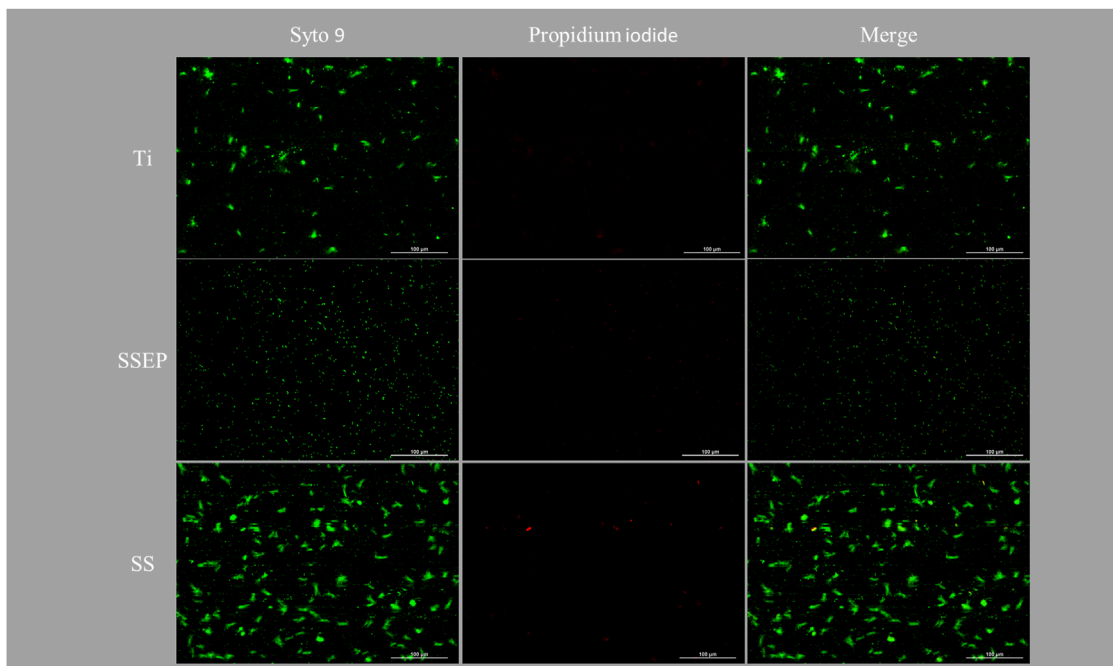 Syto 9 Propidium iodide Merge
Ti
100 µm 100 µm 100 µm
SSEP
100 µm 100 µm 100 µm
SS
100 µm 100 µm 100 µm